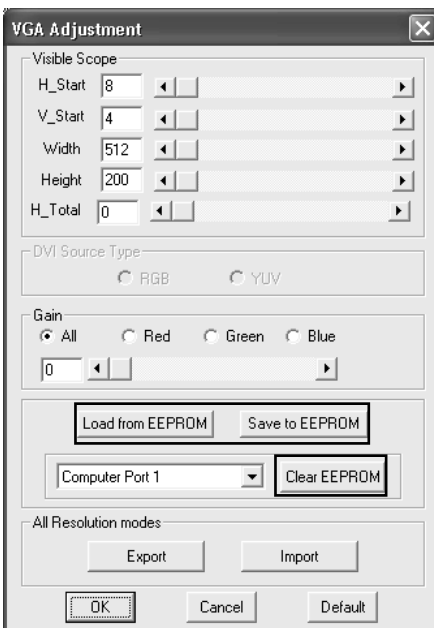 VGA Adjustment
Visible Scope
H_Start 8
V_Start 4
Width 512
Height 200
H_Total 0
DVI Source Type
RGB YUV
Gain
All Red Green Blue
0
Load from EEPROM Save to EEPROM
Computer Port 1 Clear EEPROM
All Resolution modes
Export Import
OK Cancel Default